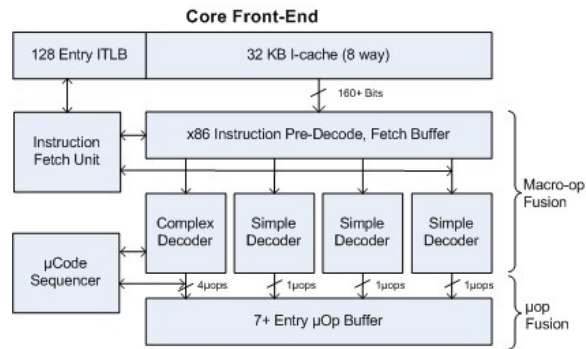 Core Front-End
128 Entry ITLB
32 KB I-cache (8 way)
160+ Bits
Instruction
Fetch Unit
x86 Instruction Pre-Decode, Fetch Buffer
Macro-op
Fusion
Complex
Decoder
Simple
Decoder
Simple
Decoder
Simple
Decoder
µCode
Sequencer
4µops
1µops
1µops
1µops
7+ Entry µOp Buffer
µop
Fusion